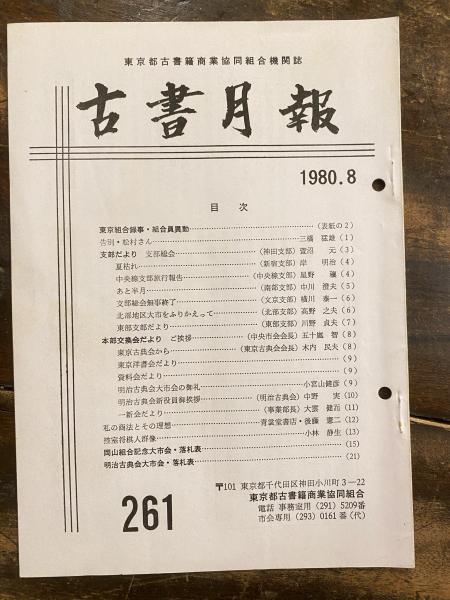 東京都古書籍商業協同組合機関誌
古書月報
1980.8
目次
東京組合録事・組合員異動……(表紙の2)
告別・松村さん……三橋 猛雄(1)
支部だより 支部総会……(神田支部)蓜沼 元(3)
夏枯れ……(新宿支部)岸 明治(4)
中央線支部旅行報告……(中央線支部)星野 (4)
あと半月……(南部支部)中川 澄夫(5)
文部総会無事終了……(文京支部)横川 泰一(6)
北部地区大市をふりかえって……(北部支部)高野 之夫(6)
東部支部だより……(東部支部)川野 貞夫(7)
本部交換会だより ご挨拶……(中央市会会長)五十嵐 智(8)
東京古典会から……(東京古典会会長)木内 民夫(8)
東京洋書会だより……(9)
資料会だより……(9)
明治古典会大市会の御礼……小宮山健彦(9)
明治古典会新役員御挨拶……(明治古典会)中野 実(10)
一新会だより……(事業部長)大雲 健治(11)
私の商法とその理想……青裳堂書店・後藤 憲二(12)
控室将棋人群像……小林 静生(13)
岡山組合記念大市会・落札表……(15)
明治古典会大市会・落札表……(21)
261
〒101 東京都千代田区神田小川町3-22
東京都古書籍商業協同組合
電話 事務室用(291)5209番
市会専用(293)0161番(代)